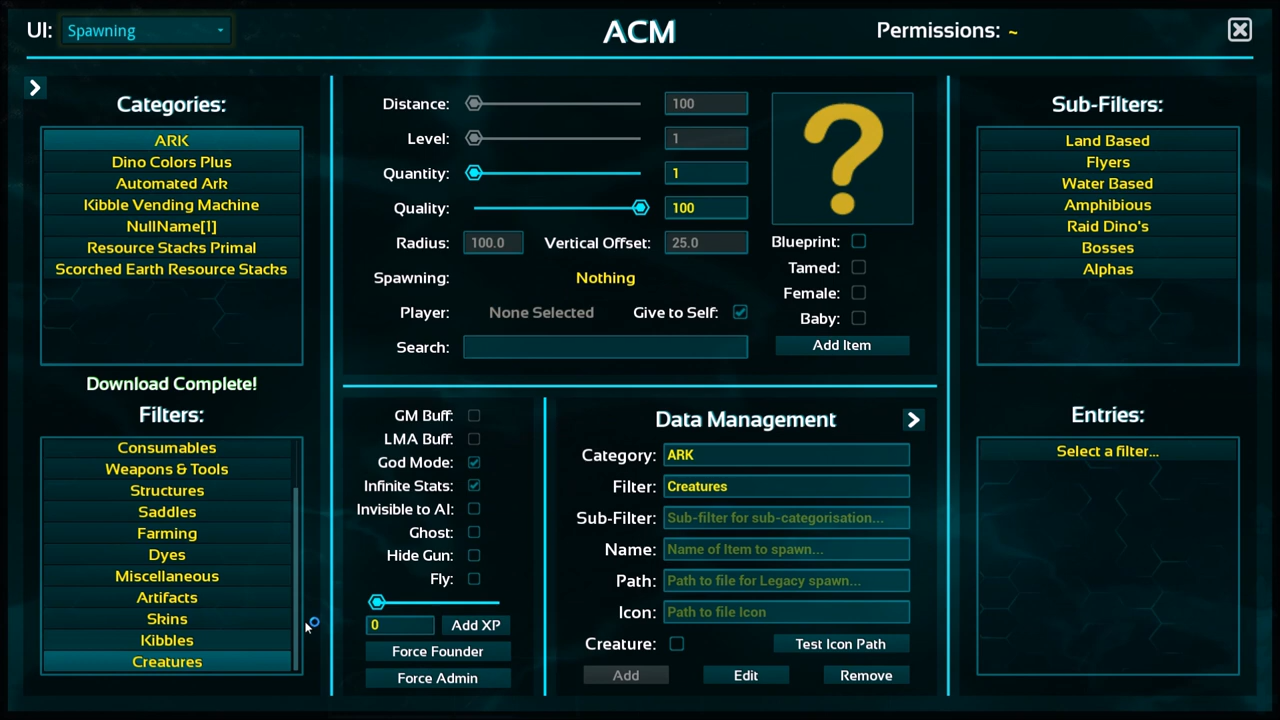 UI: Spawning
ACM
Permissions: ~
Categories:
ARK
Dino Colors Plus
Automated Ark
Kibble Vending Machine
NullName[1]
Resource Stacks Primal
Scorched Earth Resource Stacks
Download Complete!
Filters:
Consumables
Weapons & Tools
Structures
Saddles
Farming
Dyes
Miscellaneous
Artifacts
Skins
Kibbles
Creatures
Distance: 100
Level: 1
Quantity: 1
Quality: 100
Radius: 100.0 Vertical Offset: 25.0
Spawning: Nothing
Player: None Selected Give to Self:
Search:
?
Blueprint:
Tamed:
Female:
Baby:
Add Item
GM Buff:
LMA Buff:
God Mode:
Infinite Stats:
Invisible to AI:
Ghost:
Hide Gun:
Fly:
0 Add XP
Force Founder
Force Admin
Data Management
Category: ARK
Filter: Creatures
Sub-Filter: Sub-filter for sub-categorisation...
Name: Name of Item to spawn...
Path: Path to file for Legacy spawn...
Icon: Path to file Icon
Creature: Test Icon Path
Add Edit Remove
Sub-Filters:
Land Based
Flyers
Water Based
Amphibious
Raid Dino's
Bosses
Alphas
Entries:
Select a filter...